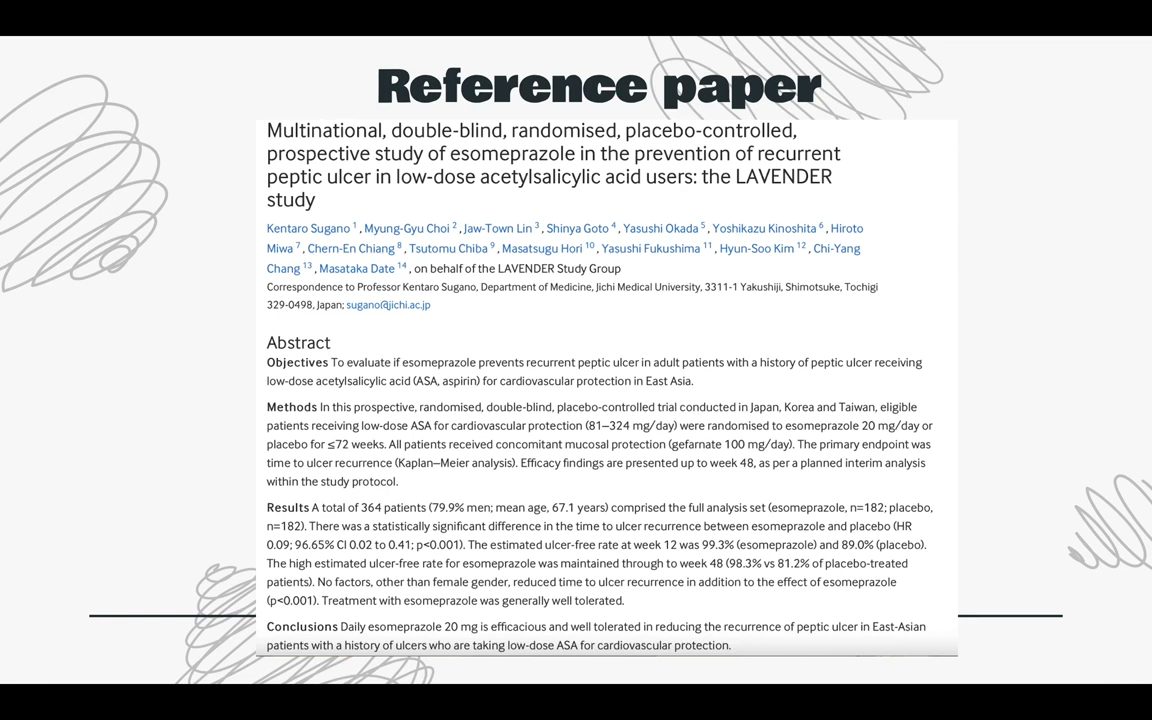 Reference paper
Multinational, double-blind, randomised, placebo-controlled,
prospective study of esomeprazole in the prevention of recurrent
peptic ulcer in low-dose acetylsalicylic acid users: the LAVENDER
study
Kentaro Sugano 1 , Myung-Gyu Choi 2 , Jaw-Town Lin 3 , Shinya Goto 4 , Yasushi Okada 5 , Yoshikazu Kinoshita 6 , Hiroto
Miwa 7 , Chern-En Chiang 8 , Tsutomu Chiba 9 , Masatsugu Hori 10 , Yasushi Fukushima 11 , Hyun-Soo Kim 12 , Chi-Yang
Chang 13 , Masataka Date 14 , on behalf of the LAVENDER Study Group
Correspondence to Professor Kentaro Sugano, Department of Medicine, Jichi Medical University, 3311-1 Yakushiji, Shimotsuke, Tochigi
329-0498, Japan; sugano@jichi.ac.jp
Abstract
Objectives To evaluate if esomeprazole prevents recurrent peptic ulcer in adult patients with a history of peptic ulcer receiving
low-dose acetylsalicylic acid (ASA, aspirin) for cardiovascular protection in East Asia.
Methods In this prospective, randomised, double-blind, placebo-controlled trial conducted in Japan, Korea and Taiwan, eligible
patients receiving low-dose ASA for cardiovascular protection (81–324 mg/day) were randomised to esomeprazole 20 mg/day or
placebo for ≤72 weeks. All patients received concomitant mucosal protection (gefarnate 100 mg/day). The primary endpoint was
time to ulcer recurrence (Kaplan–Meier analysis). Efficacy findings are presented up to week 48, as per a planned interim analysis
within the study protocol.
Results A total of 364 patients (79.9% men; mean age, 67.1 years) comprised the full analysis set (esomeprazole, n=182; placebo,
n=182). There was a statistically significant difference in the time to ulcer recurrence between esomeprazole and placebo (HR
0.09; 96.65% CI 0.02 to 0.41; p<0.001). The estimated ulcer-free rate at week 12 was 99.3% (esomeprazole) and 89.0% (placebo).
The high estimated ulcer-free rate for esomeprazole was maintained through to week 48 (98.3% vs 81.2% of placebo-treated
patients). No factors, other than female gender, reduced time to ulcer recurrence in addition to the effect of esomeprazole
(p<0.001). Treatment with esomeprazole was generally well tolerated.
Conclusions Daily esomeprazole 20 mg is efficacious and well tolerated in reducing the recurrence of peptic ulcer in East-Asian
patients with a history of ulcers who are taking low-dose ASA for cardiovascular protection.